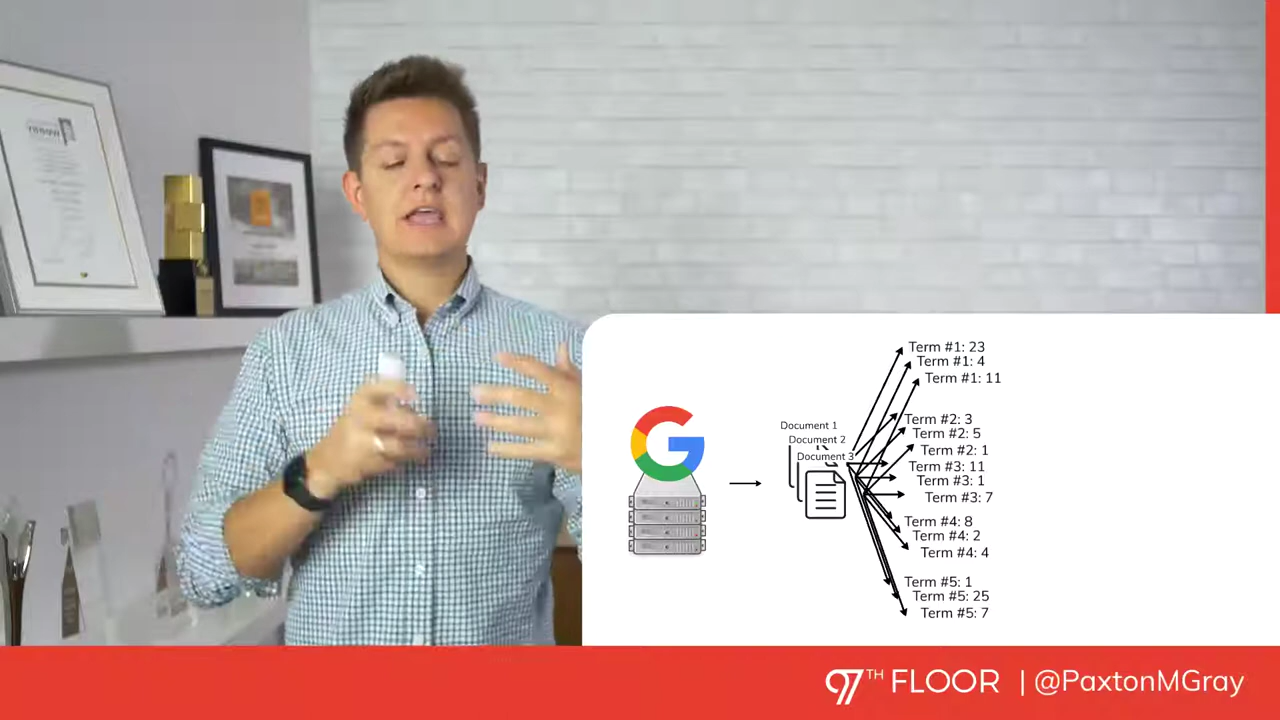 Term #1: 23
Term #1: 4
Term #1: 11
Document 1
Document 2
Document 3
Term #2: 3
Term #2: 5
Term #2: 1
Term #3: 11
Term #3: 1
Term #3: 7
Term #4: 8
Term #4: 2
Term #4: 4
Term #5: 1
Term #5: 25
Term #5: 7
97TH FLOOR | @PaxtonMGray